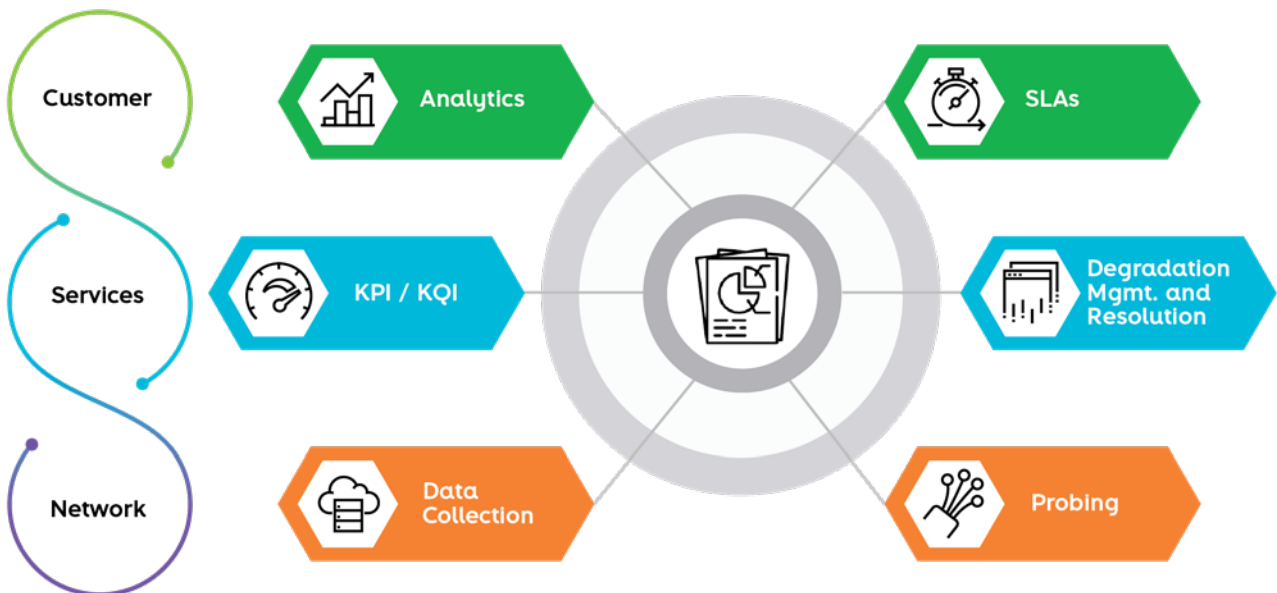 Customer
Analytics
SLAs
Services
KPI / KQI
Degradation
Mgmt. and
Resolution
Network
Data
Collection
Probing